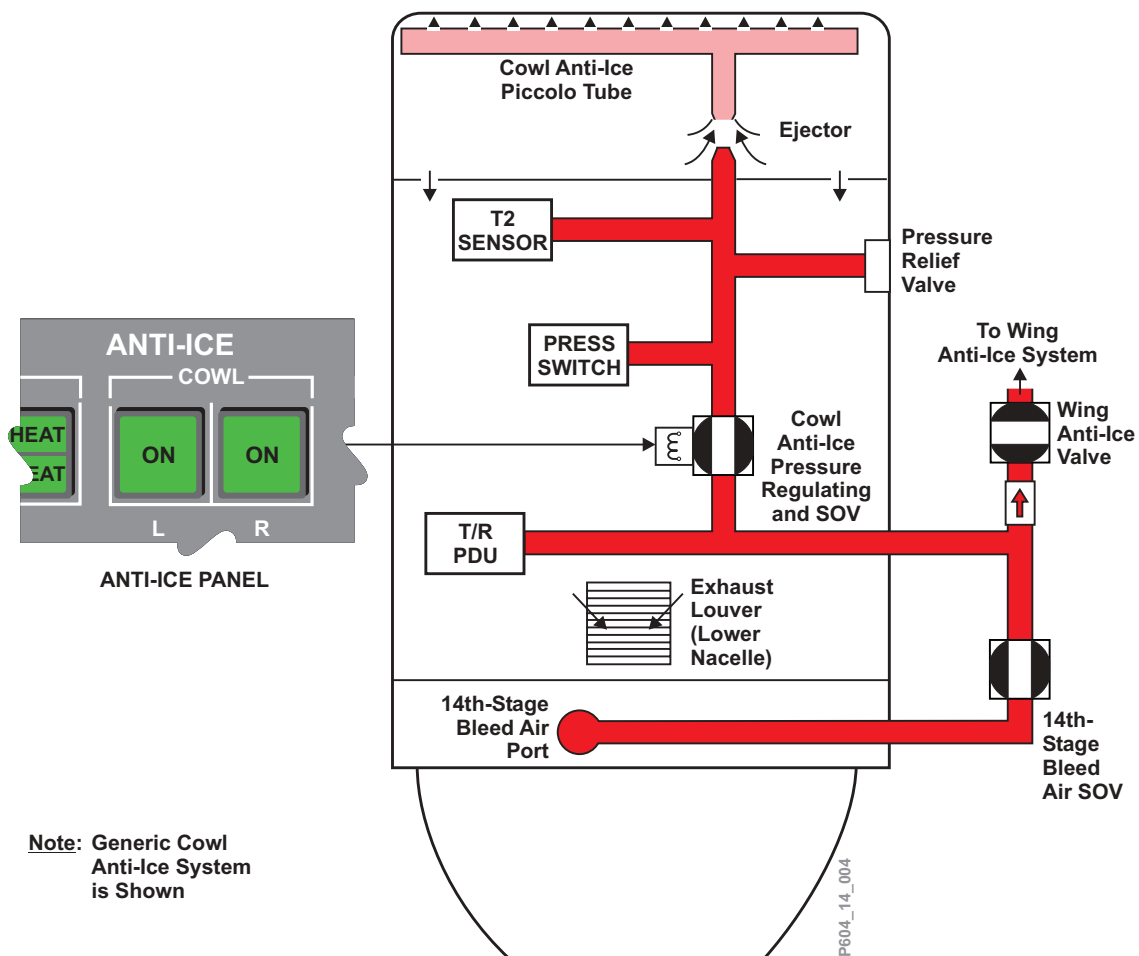 Cowl Anti-Ice
Piccolo Tube
Ejector
T2
SENSOR
Pressure
Relief
Valve
PRESS
SWITCH
To Wing
Anti-Ice System
Wing
Anti-Ice
Valve
ANTI-ICE
COWL
HEAT
EAT
ON
ON
L
R
ANTI-ICE PANEL
Cowl
Anti-Ice
Pressure
Regulating
and SOV
T/R
PDU
Exhaust
Louver
(Lower
Nacelle)
14th-Stage
Bleed Air
Port
14th-
Stage
Bleed
Air SOV
Note: Generic Cowl
Anti-Ice System
is Shown
P604_14_004